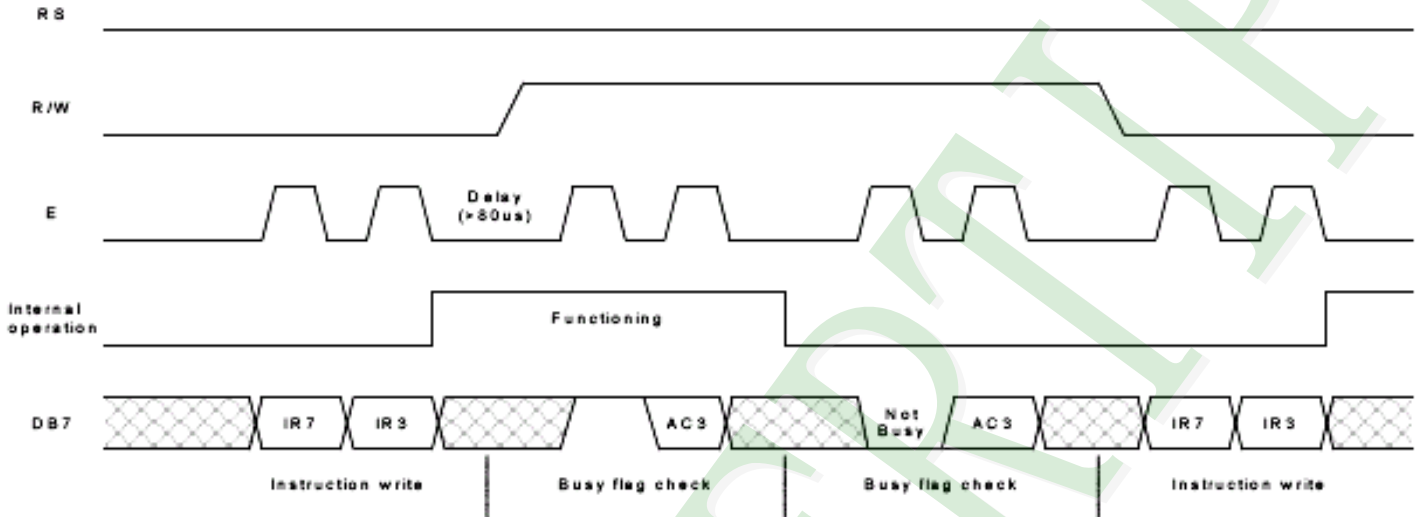 RS
R/W
E
Delay
(>80us)
Internal
operation
Functioning
DB7
IR7
IR3
AC3
Not
Busy
AC3
IR7
IR3
Instruction write
Busy flag check
Busy flag check
Instruction write